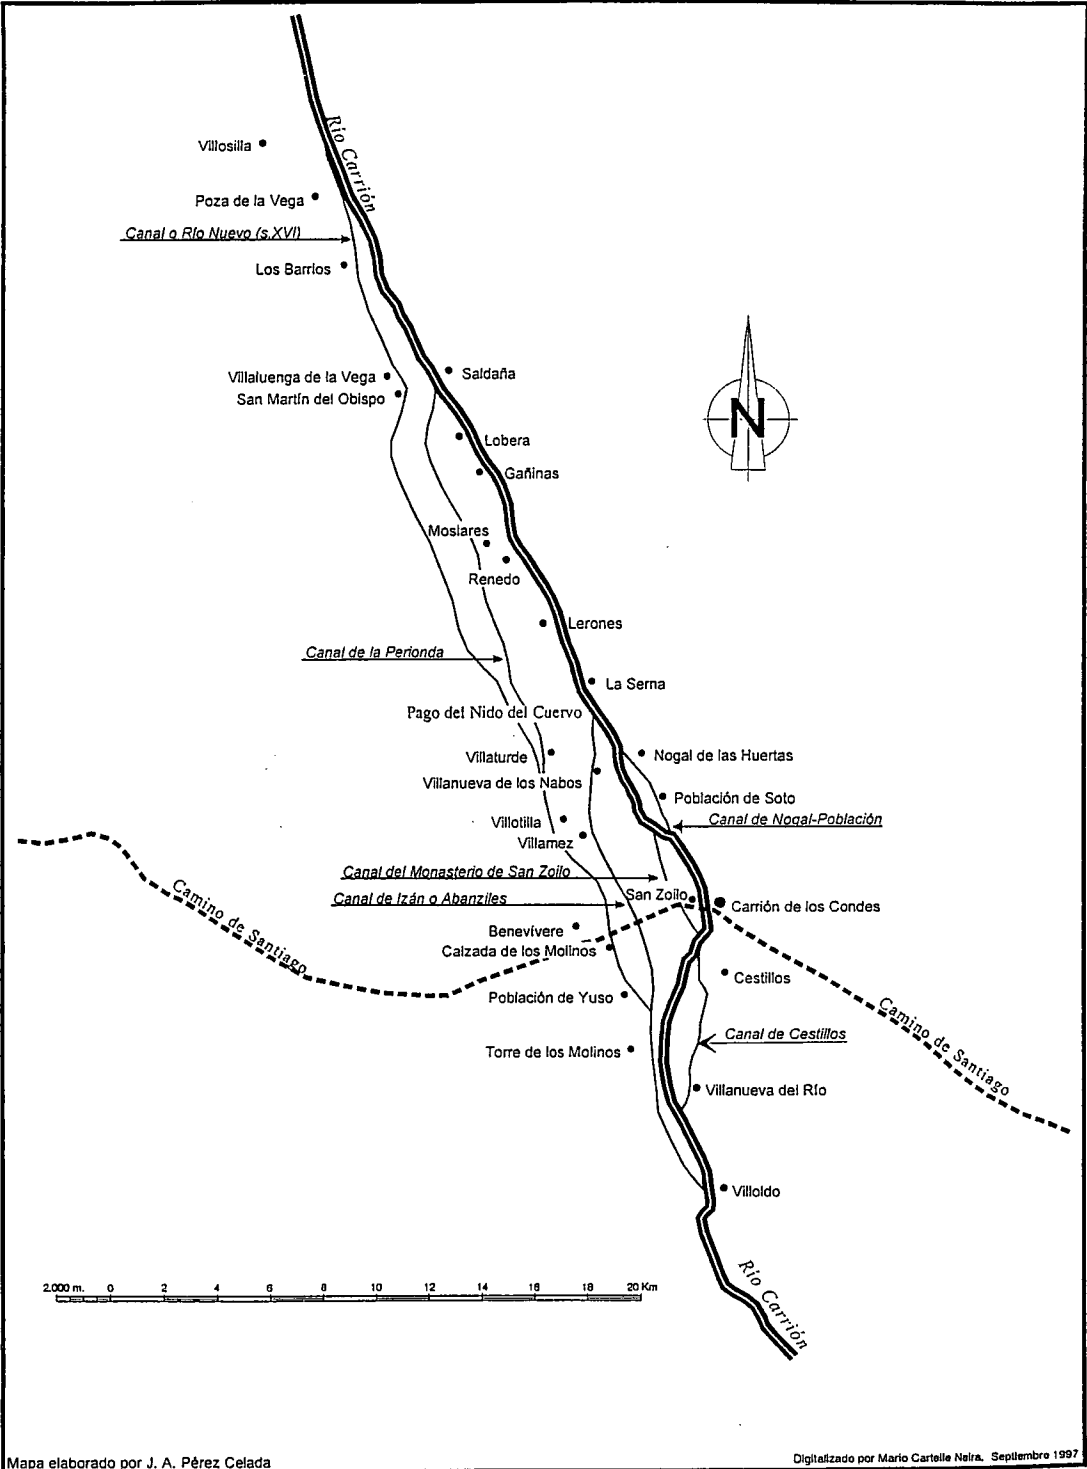 Río Carrión
Villosilla
Poza de la Vega
Canal o Río Nuevo (s.XVI)
Los Barrios
Villaluenga de la Vega
Saldaña
San Martín del Obispo
N
Lobera
Gañinas
Moslares
Renedo
Lerones
Canal de la Perionda
La Serna
Pago del Nido del Cuervo
Villaturde
Nogal de las Huertas
Villanueva de los Nabos
Población de Soto
Villotilla
Canal de Nogal-Población
Villamez
Canal del Monasterio de San Zoilo
Canal de Izán o Abanziles
San Zoilo
Carrión de los Condes
Camino de Santiago
Benevívere
Calzada de los Molinos
Cestillos
Población de Yuso
Camino de Santiago
Canal de Cestillos
Torre de los Molinos
Villanueva del Río
Villoldo
Río Carrión
2.000 m. 0 2 4 6 8 10 12 14 16 18 20 Km
Mapa elaborado por J. A. Pérez Celada
Digitalizado por Mario Cartelle Neira. Septiembre 1997